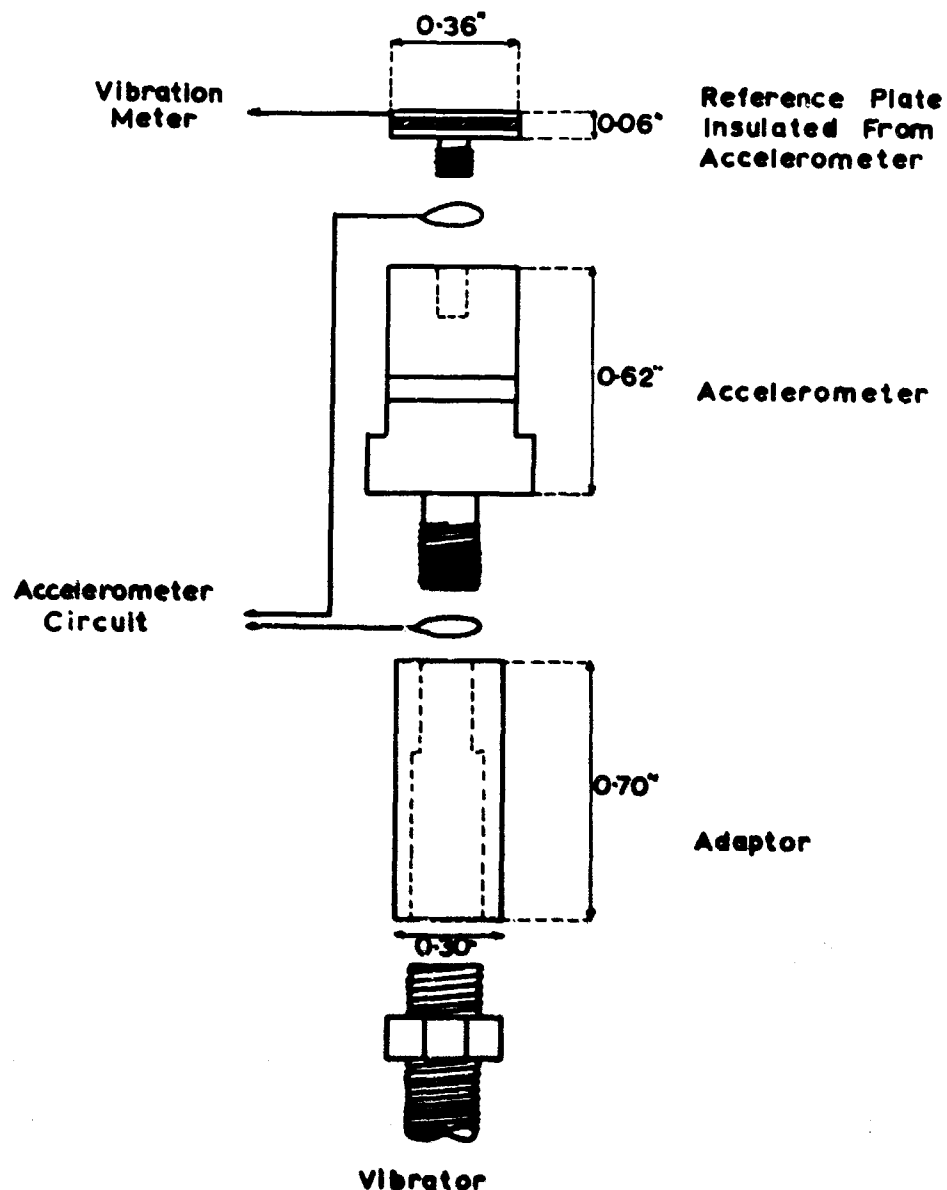 0·36"
Vibration
Meter
0·06"
Reference Plate
Insulated From
Accelerometer
0·62"
Accelerometer
Accelerometer
Circuit
0·70"
Adaptor
0·30"
Vibrator